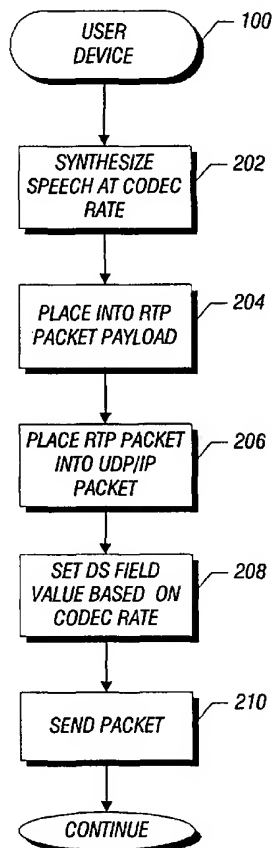 USER
DEVICE
100
SYNTHESIZE
SPEECH AT CODEC
RATE
202
PLACE INTO RTP
PACKET PAYLOAD
204
PLACE RTP PACKET
INTO UDP/IP
PACKET
206
SET DS FIELD
VALUE BASED ON
CODEC RATE
208
SEND PACKET
210
CONTINUE